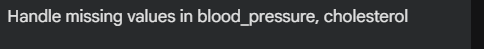 Handle missing values in blood_pressure, cholesterol